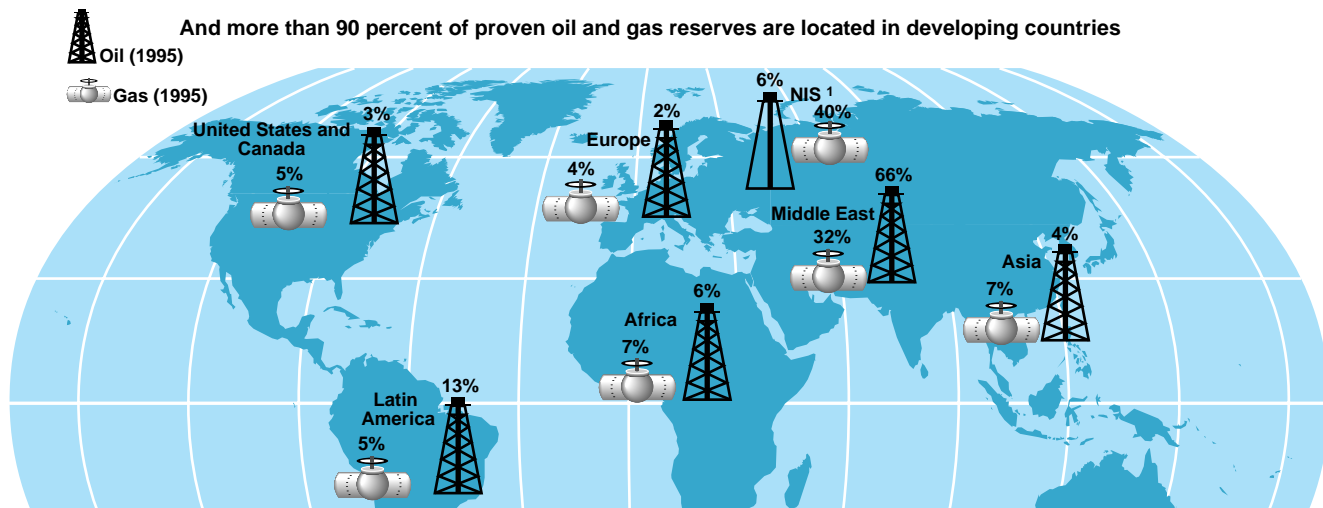 And more than 90 percent of proven oil and gas reserves are located in developing countries
Oil (1995)
Gas (1995)
United States and
Canada
3%
5%
Europe
2%
4%
6%
NIS ¹
40%
66%
Middle East
32%
4%
Asia
7%
6%
Africa
7%
13%
Latin
America
5%